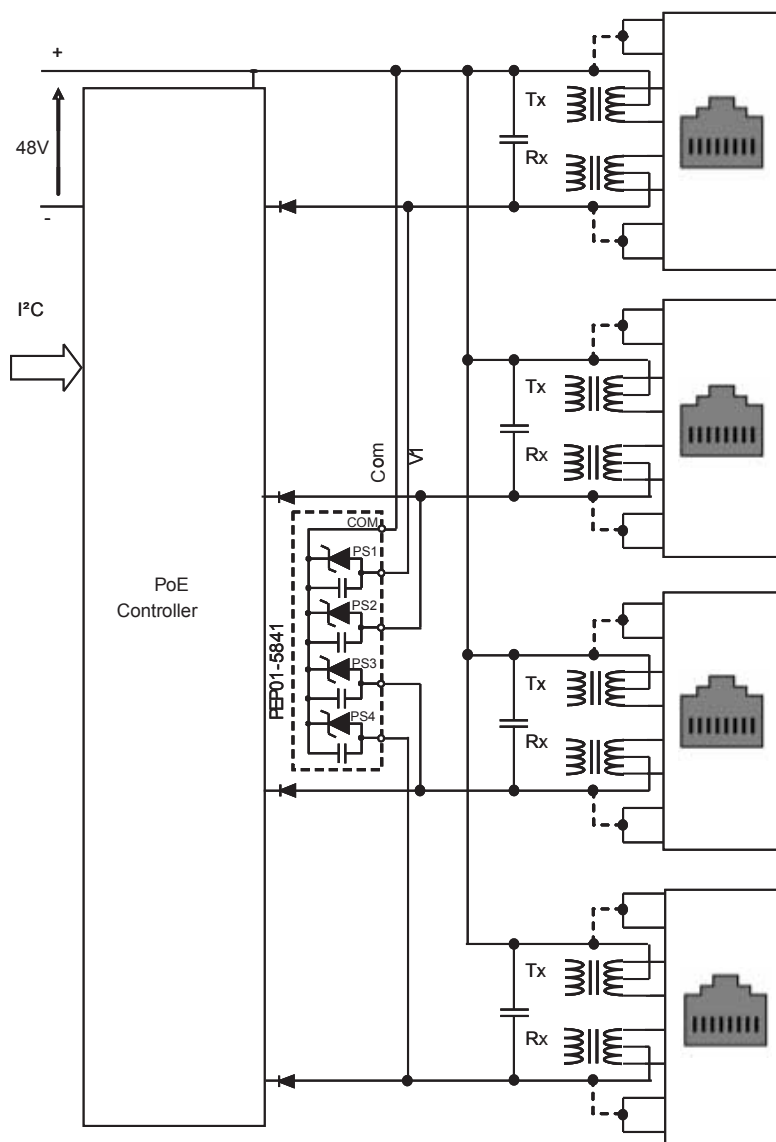 +
48V
-
I²C
PoE
Controller
PEP01-5841
Com
V1
COM
PS1
PS2
PS3
PS4
Tx
Rx
Tx
Rx
Tx
Rx
Tx
Rx